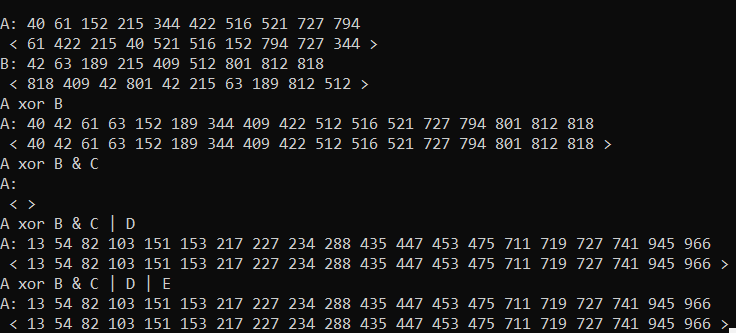 A: 40 61 152 215 344 422 516 521 727 794
< 61 422 215 40 521 516 152 794 727 344 >
B: 42 63 189 215 409 512 801 812 818
< 818 409 42 801 42 215 63 189 812 512 >
A xor B
A: 40 42 61 63 152 189 344 409 422 512 516 521 727 794 801 812 818
< 40 42 61 63 152 189 344 409 422 512 516 521 727 794 801 812 818 >
A xor B & C
A:
< >
A xor B & C | D
A: 13 54 82 103 151 153 217 227 234 288 435 447 453 475 711 719 727 741 945 966
< 13 54 82 103 151 153 217 227 234 288 435 447 453 475 711 719 727 741 945 966 >
A xor B & C | D | E
A: 13 54 82 103 151 153 217 227 234 288 435 447 453 475 711 719 727 741 945 966
< 13 54 82 103 151 153 217 227 234 288 435 447 453 475 711 719 727 741 945 966 >